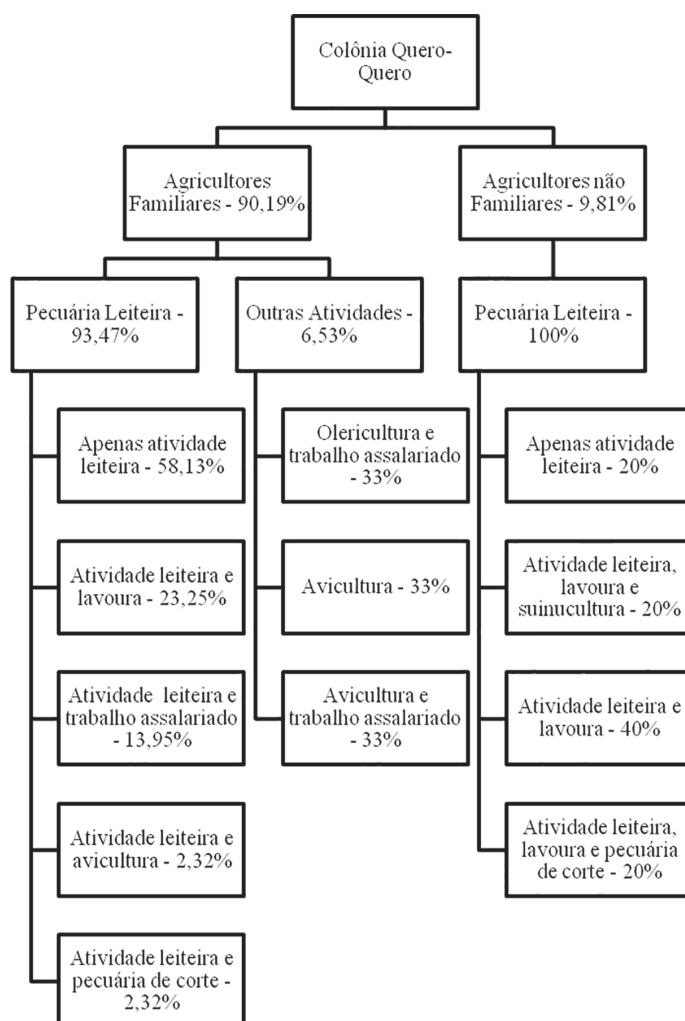 Colônia Quero-
Quero
Agricultores
Familiares - 90,19%
Agricultores não
Familiares - 9,81%
Pecuária Leiteira -
93,47%
Outras Atividades -
6,53%
Pecuária Leiteira -
100%
Apenas atividade
leiteira - 58,13%
Atividade leiteira e
lavoura - 23,25%
Atividade leiteira e
trabalho assalariado
- 13,95%
Atividade leiteira e
avicultura - 2,32%
Atividade leiteira e
pecuária de corte -
2,32%
Olericultura e
trabalho assalariado
- 33%
Avicultura - 33%
Avicultura e
trabalho assalariado
- 33%
Apenas atividade
leiteira - 20%
Atividade leiteira,
lavoura e
suinucultura - 20%
Atividade leiteira e
lavoura - 40%
Atividade leiteira,
lavoura e pecuária
de corte - 20%